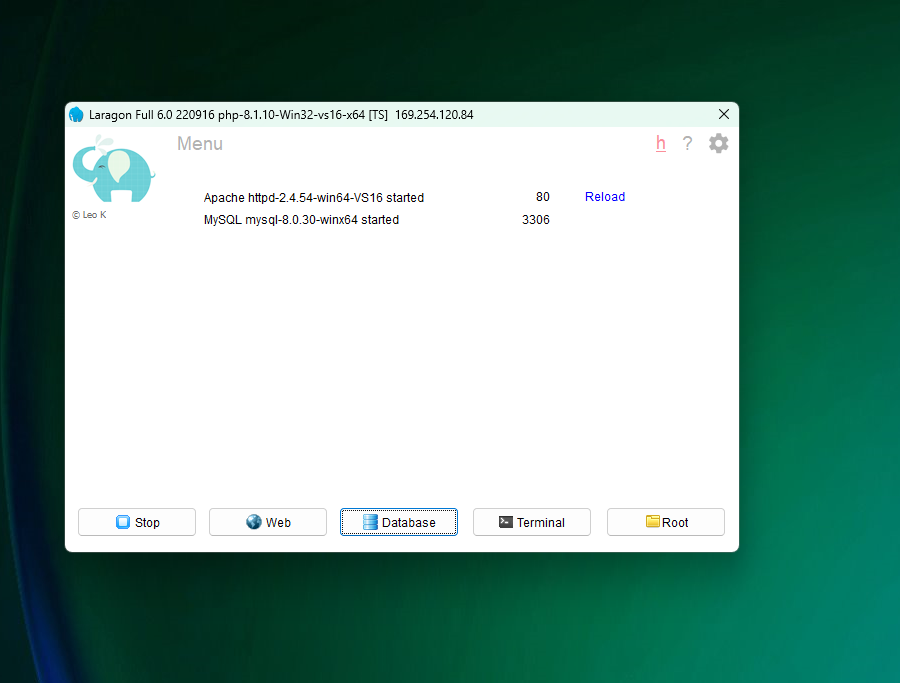 Laragon Full 6.0 220916 php-8.1.10-Win32-vs16-x64 [TS] 169.254.120.84
Menu h ?
© Leo K
Apache httpd-2.4.54-win64-VS16 started 80 Reload
MySQL mysql-8.0.30-winx64 started 3306
Stop Web Database Terminal Root